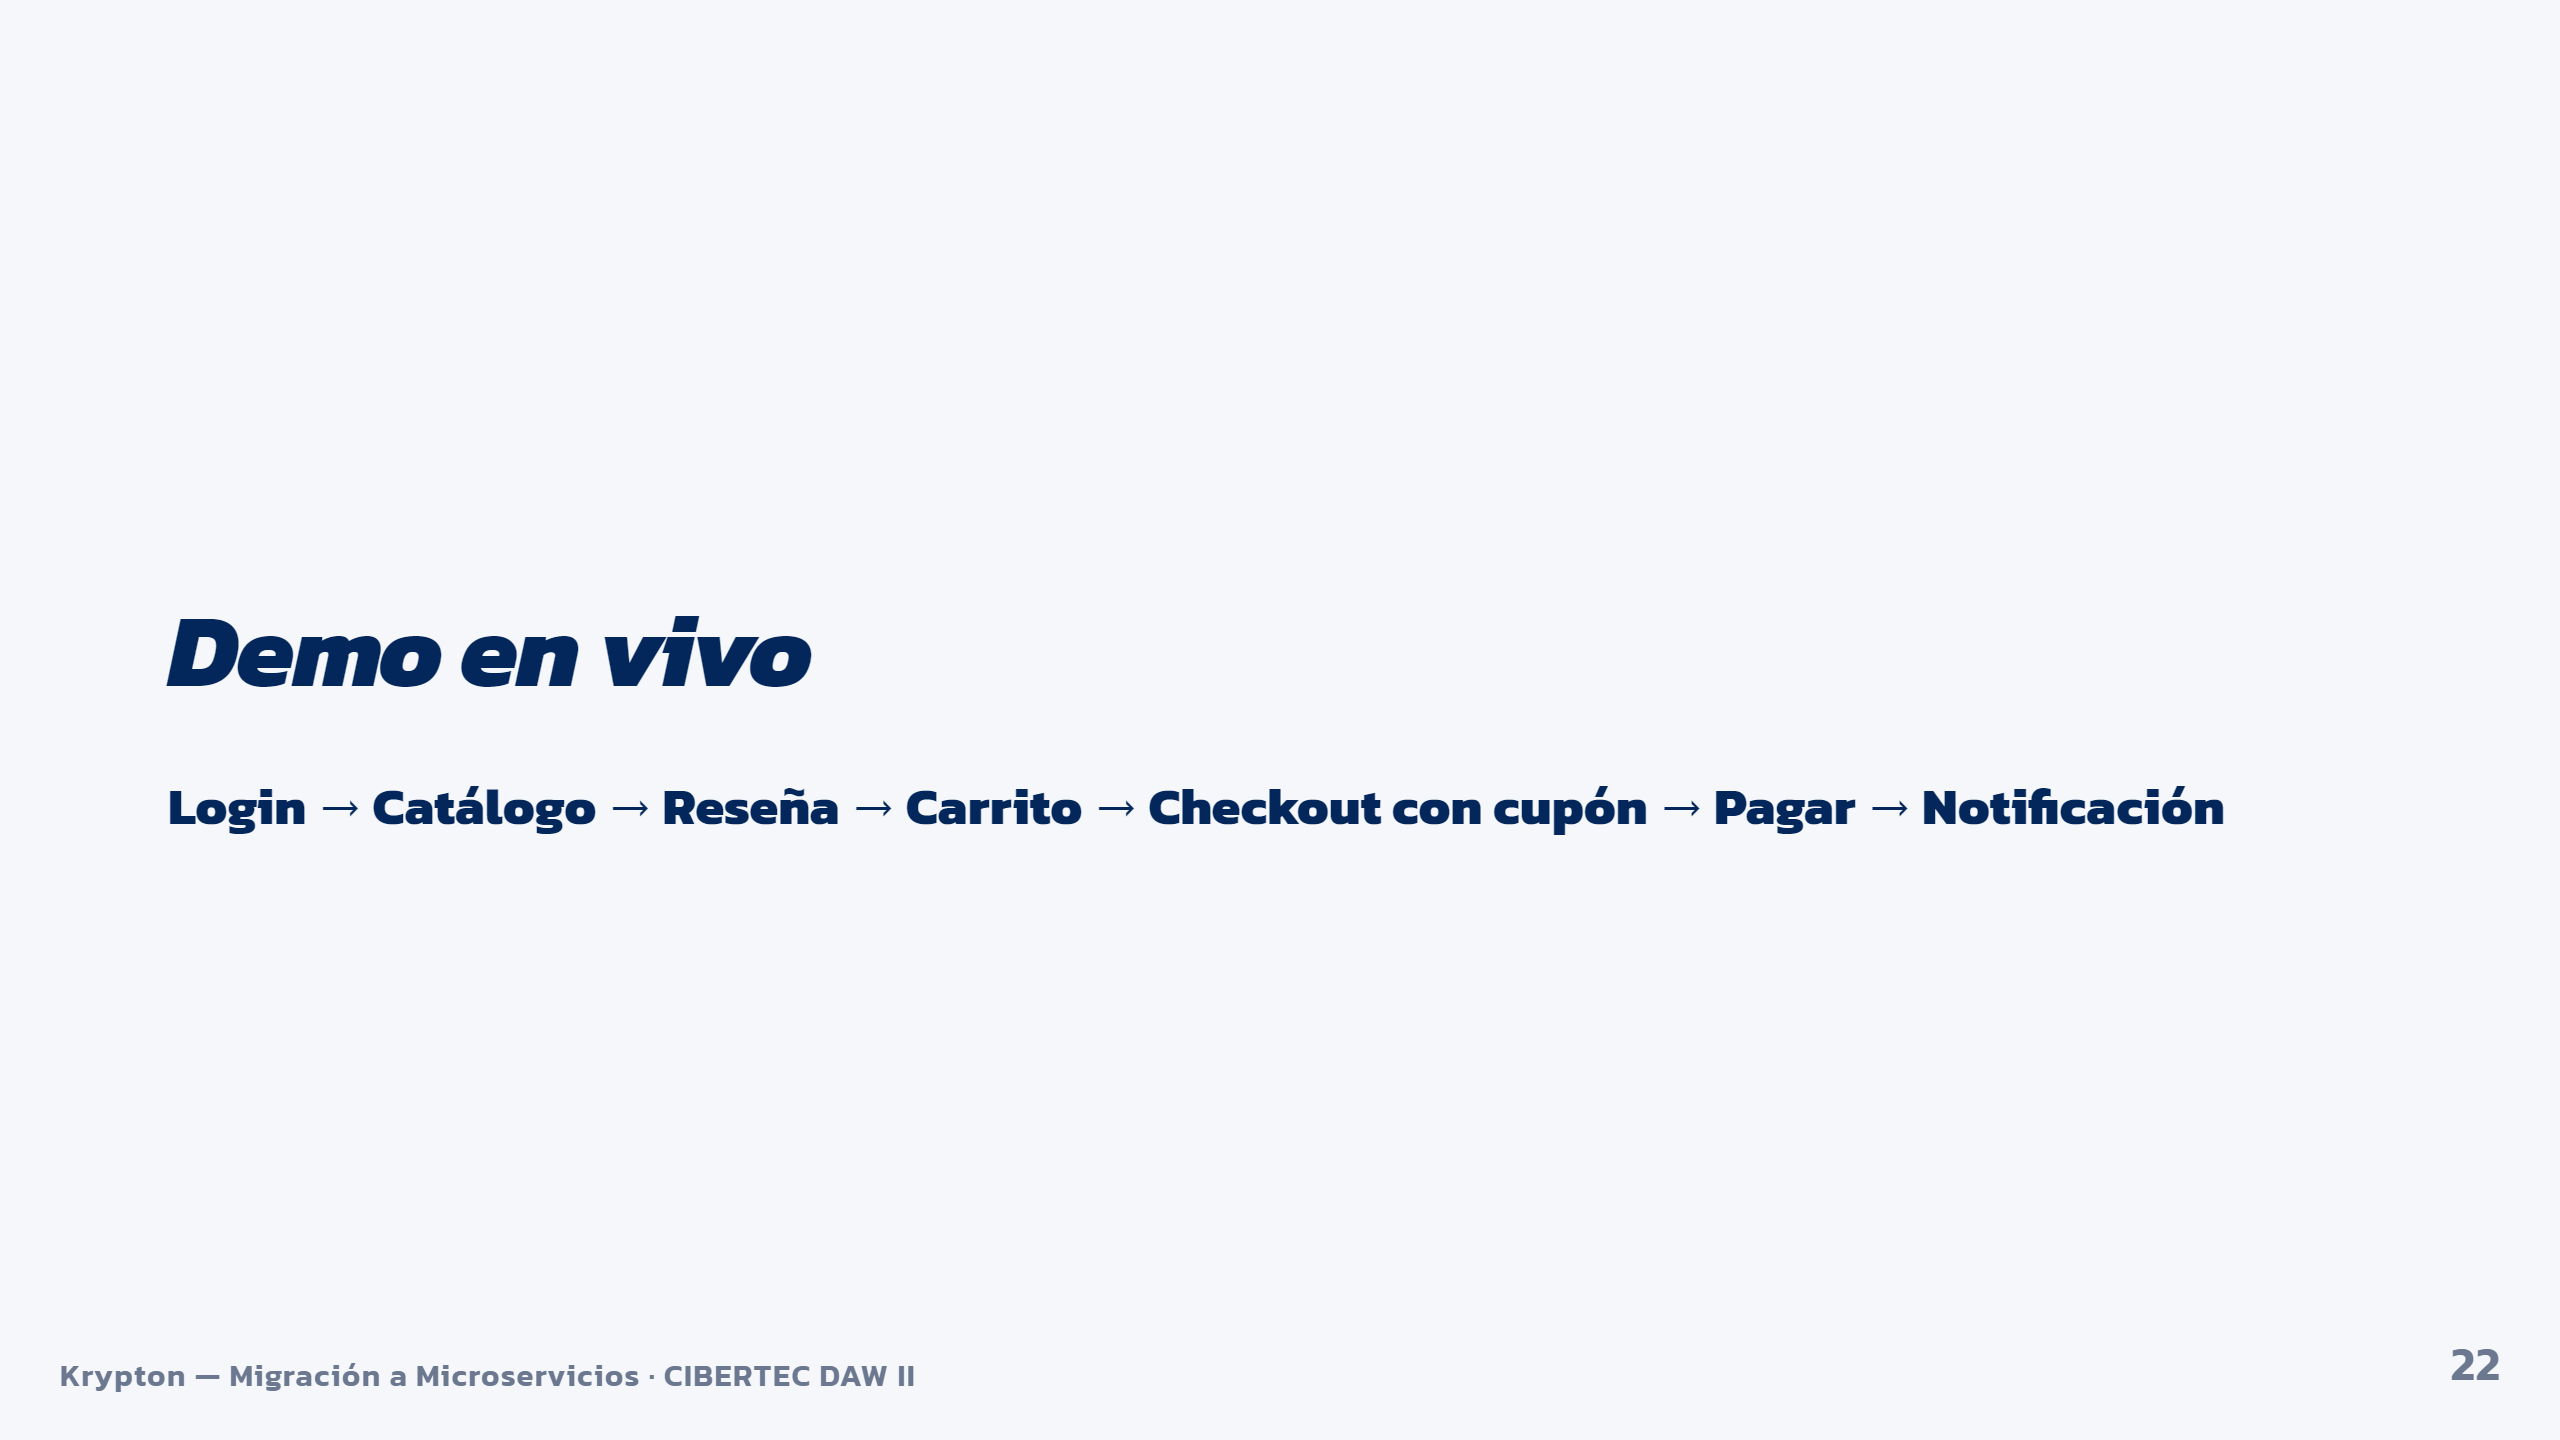 Demo en vivo
Login → Catálogo → Reseña → Carrito → Checkout con cupón → Pagar → Notificación
Krypton — Migración a Microservicios · CIBERTEC DAW II
22